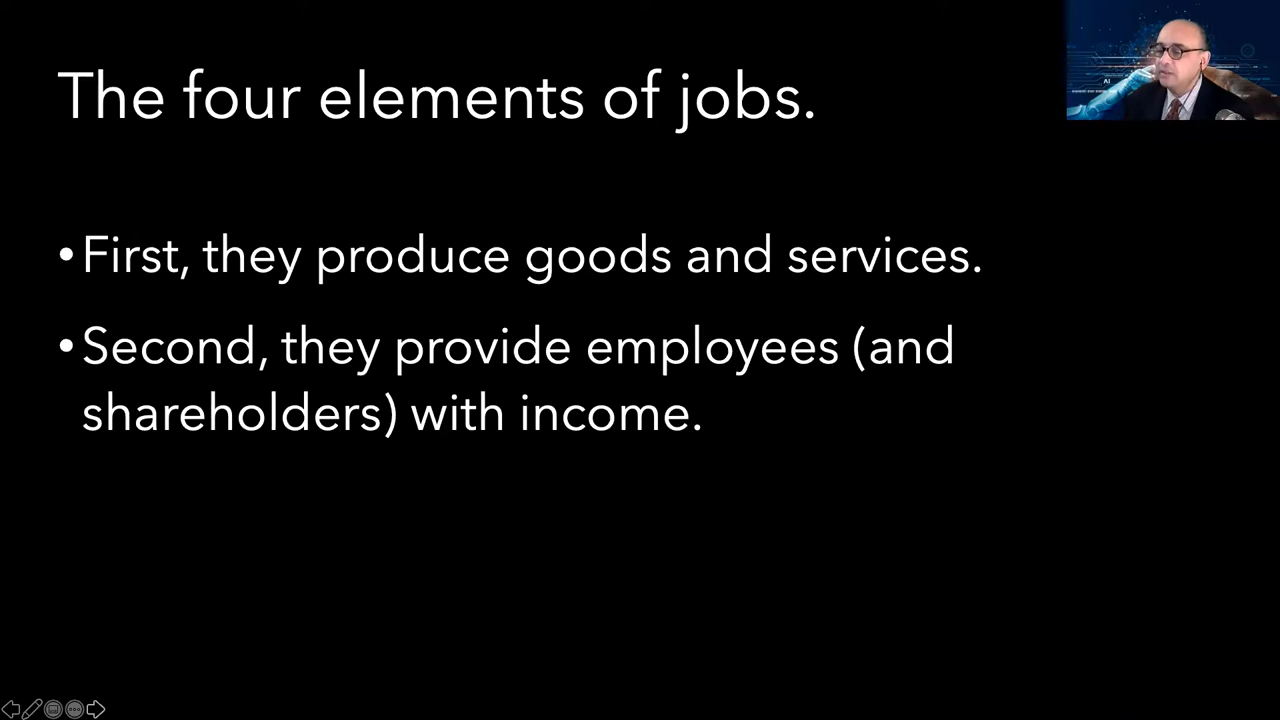 The four elements of jobs.
AI
• First, they produce goods and services.
• Second, they provide employees (and
shareholders) with income.